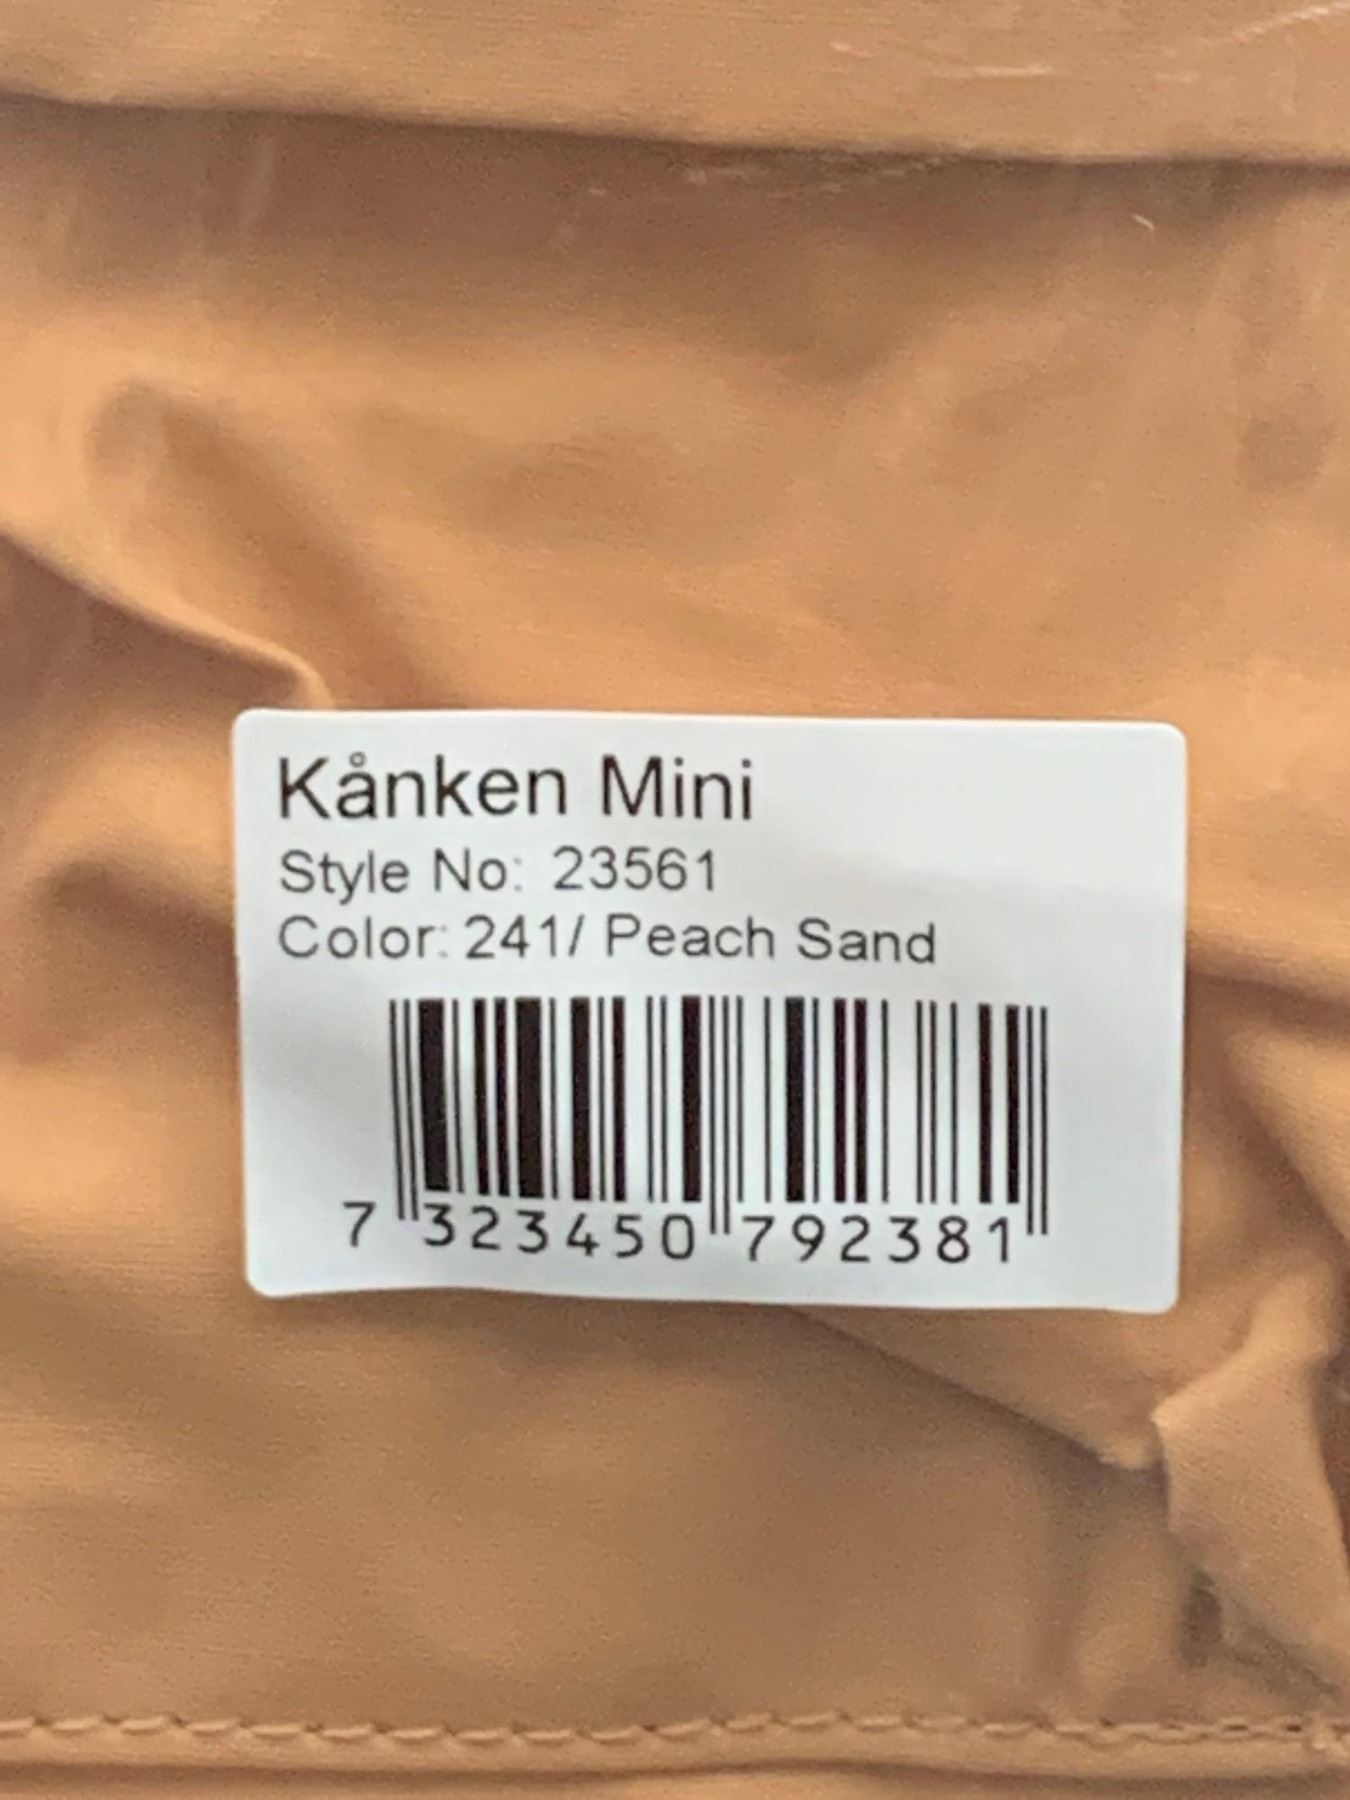 Kånken Mini
Style No: 23561
Color: 241/ Peach Sand
7 323450 792381